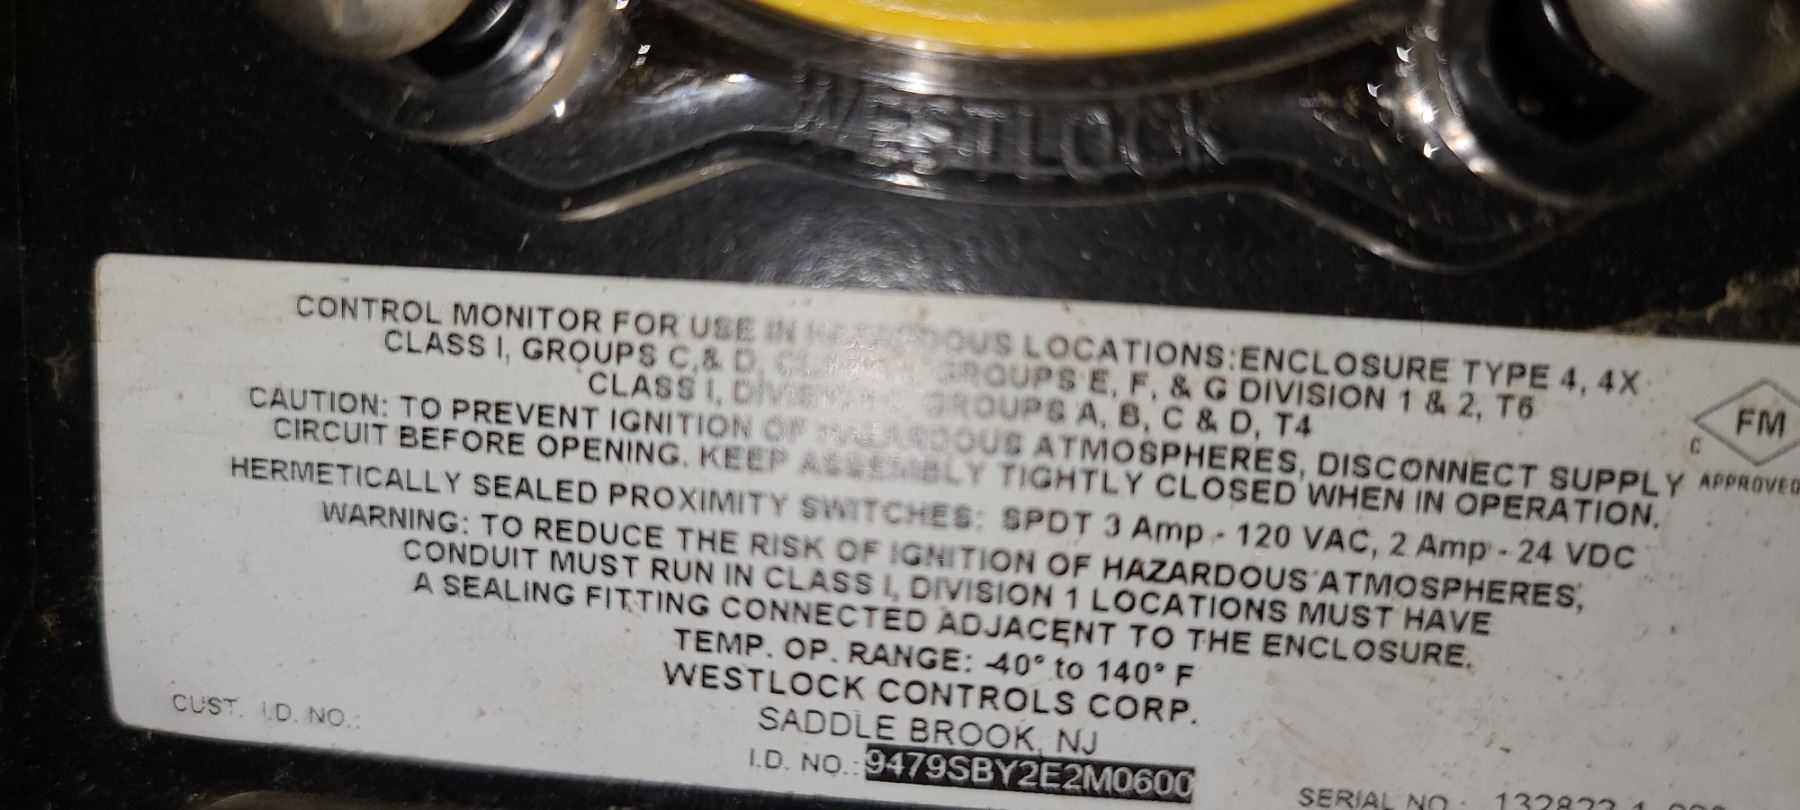 WESTLOCK
CONTROL MONITOR FOR USE IN HAZARDOUS LOCATIONS:ENCLOSURE TYPE 4, 4X
CLASS I, GROUPS C,& D, GROUPS E, F, & G DIVISION 1 & 2, T6
CLASS I, DIVISION GROUPS A, B, C & D, T4
CAUTION: TO PREVENT IGNITION OF HAZARDOUS ATMOSPHERES, DISCONNECT SUPPLY
CIRCUIT BEFORE OPENING. KEEP ASSEMBLY TIGHTLY CLOSED WHEN IN OPERATION.
HERMETICALLY SEALED PROXIMITY SWITCHES: SPDT 3 Amp - 120 VAC, 2 Amp - 24 VDC
WARNING: TO REDUCE THE RISK OF IGNITION OF HAZARDOUS ATMOSPHERES,
CONDUIT MUST RUN IN CLASS I, DIVISION 1 LOCATIONS MUST HAVE
A SEALING FITTING CONNECTED ADJACENT TO THE ENCLOSURE.
TEMP. OP. RANGE: -40° to 140° F
WESTLOCK CONTROLS CORP.
SADDLE BROOK, NJ
CUST. I.D. NO.:
I.D. NO.: 9479SBY2E2M0600
SERIAL NO.: 132822
FM
C
APPROVED